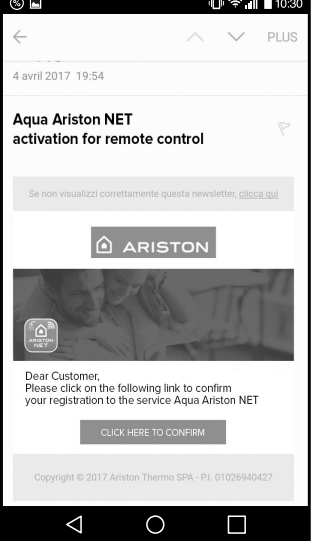 10:30
PLUS
4 avril 2017 19:54
Aqua Ariston NET
activation for remote control
Se non visualizzi correttamente questa newsletter, clicca qui
ARISTON
ARISTON
NET
Dear Customer,
Please click on the following link to confirm
your registration to the service Aqua Ariston NET
CLICK HERE TO CONFIRM
Copyright © 2017 Ariston Thermo SPA - P.I. 01026940427